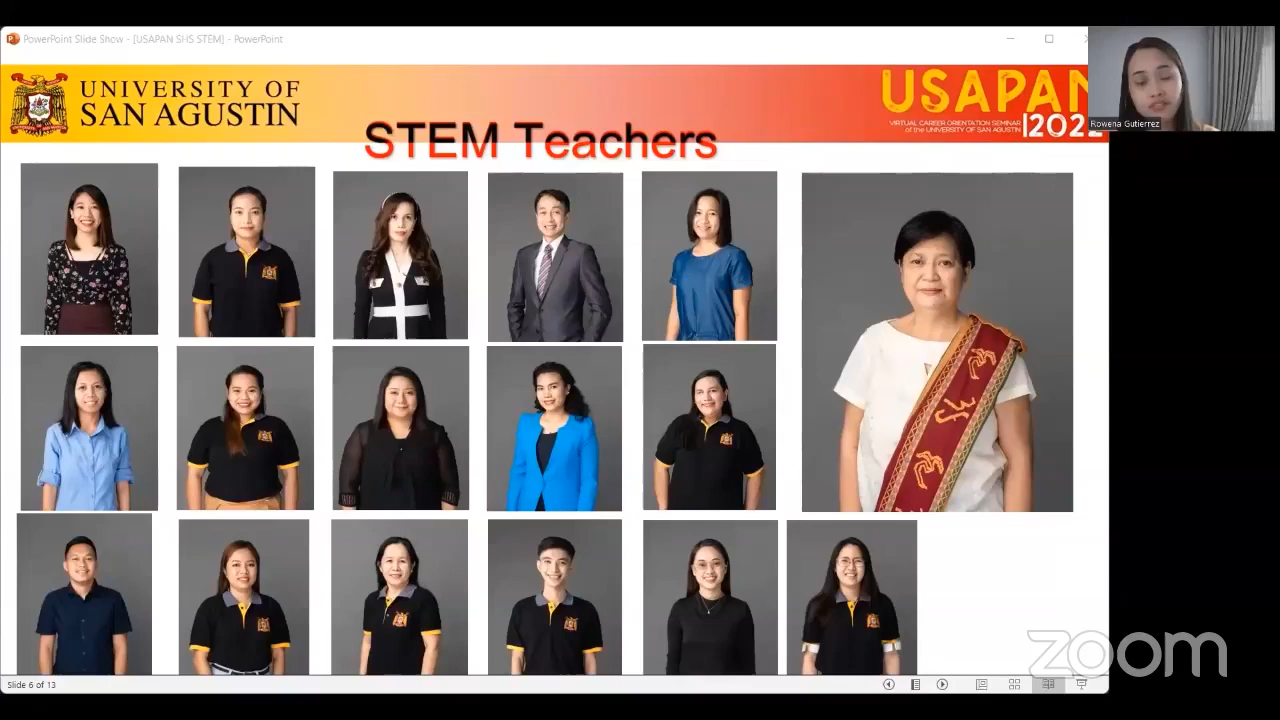 PowerPoint Slide Show - [USAPAN SHS STEM] - PowerPoint
UNIVERSITY OF
SAN AGUSTIN
USAPAN
VIRTUAL CAREER ORIENTATION SEMINAR
of the UNIVERSITY OF SAN AGUSTIN
2022
STEM Teachers
Rowena Gutierrez
zoom
Slide 6 of 13